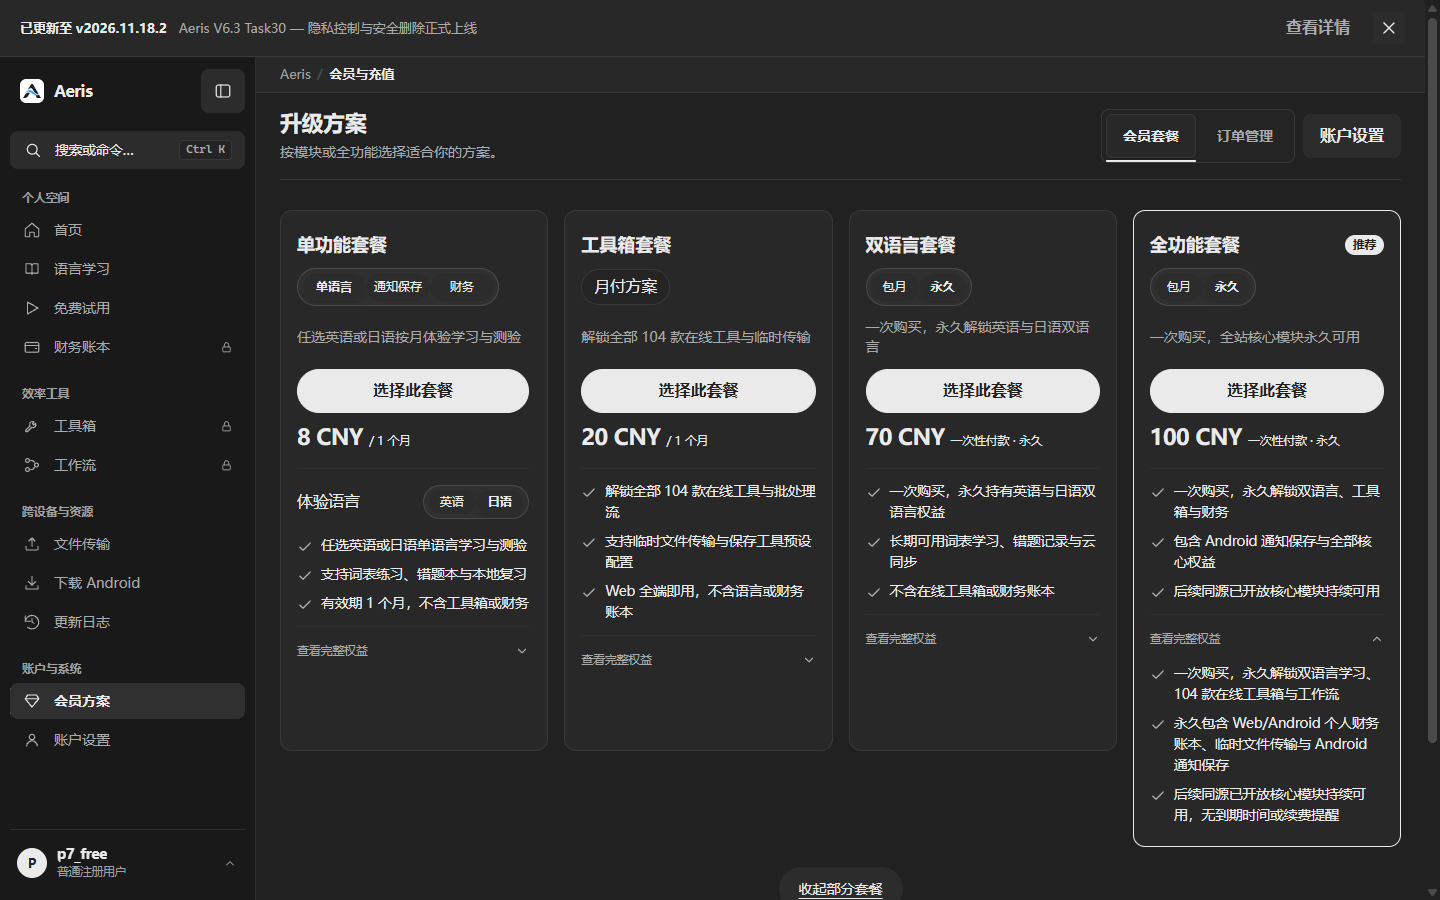 已更新至 v2026.11.18.2 Aeris V6.3 Task30 — 隐私控制与安全删除正式上线 查看详情
Aeris
搜索或命令... Ctrl K
个人空间
首页
语言学习
免费试用
财务账本
效率工具
工具箱
工作流
跨设备与资源
文件传输
下载 Android
更新日志
账户与系统
会员方案
账户设置
P
p7_free
普通注册用户
Aeris / 会员与充值
升级方案
按模块或全功能选择适合你的方案。
会员套餐 订单管理 账户设置
单功能套餐
单语言 通知保存 财务
任选英语或日语按月体验学习与测验
选择此套餐
8 CNY / 1 个月
体验语言 英语 日语
任选英语或日语单语言学习与测验
支持词表练习、错题本与本地复习
有效期 1 个月，不含工具箱或财务
查看完整权益
工具箱套餐
月付方案
解锁全部 104 款在线工具与临时传输
选择此套餐
20 CNY / 1 个月
解锁全部 104 款在线工具与批处理
流
支持临时文件传输与保存工具预设
配置
Web 全端即用，不含语言或财务
账本
查看完整权益
双语言套餐
包月 永久
一次购买，永久解锁英语与日语双语
言
选择此套餐
70 CNY 一次性付款 · 永久
一次购买，永久持有英语与日语双
语言权益
长期可用词表学习、错题记录与云
同步
不含在线工具箱或财务账本
查看完整权益
全功能套餐 推荐
包月 永久
一次购买，全站核心模块永久可用
选择此套餐
100 CNY 一次性付款 · 永久
一次购买，永久解锁双语言、工具
箱与财务
包含 Android 通知保存与全部核
心权益
后续同源已开放核心模块持续可用
查看完整权益
一次购买，永久解锁双语言学习、
104 款在线工具箱与工作流
永久包含 Web/Android 个人财务
账本、临时文件传输与 Android
通知保存
后续同源已开放核心模块持续可
用，无到期时间或续费提醒
收起部分套餐